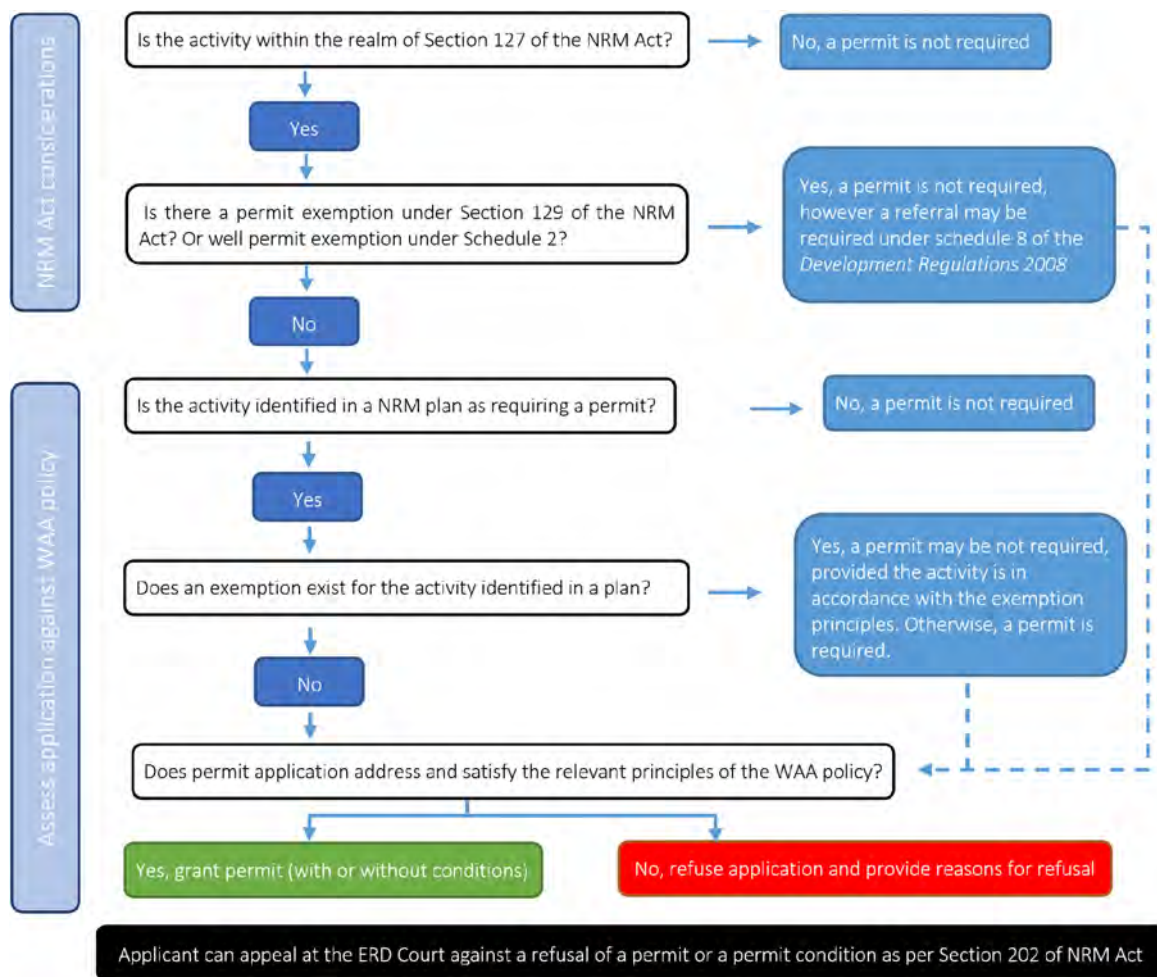 NRM Act considerations
Is the activity within the realm of Section 127 of the NRM Act?
No, a permit is not required
Yes
Is there a permit exemption under Section 129 of the NRM
Act? Or well permit exemption under Schedule 2?
Yes, a permit is not required,
however a referral may be
required under schedule 8 of the
Development Regulations 2008
No
Assess application against WAA policy
Is the activity identified in a NRM plan as requiring a permit?
No, a permit is not required
Yes
Does an exemption exist for the activity identified in a plan?
Yes, a permit may be not required,
provided the activity is in
accordance with the exemption
principles. Otherwise, a permit is
required.
No
Does permit application address and satisfy the relevant principles of the WAA policy?
Yes, grant permit (with or without conditions)
No, refuse application and provide reasons for refusal
Applicant can appeal at the ERD Court against a refusal of a permit or a permit condition as per Section 202 of NRM Act